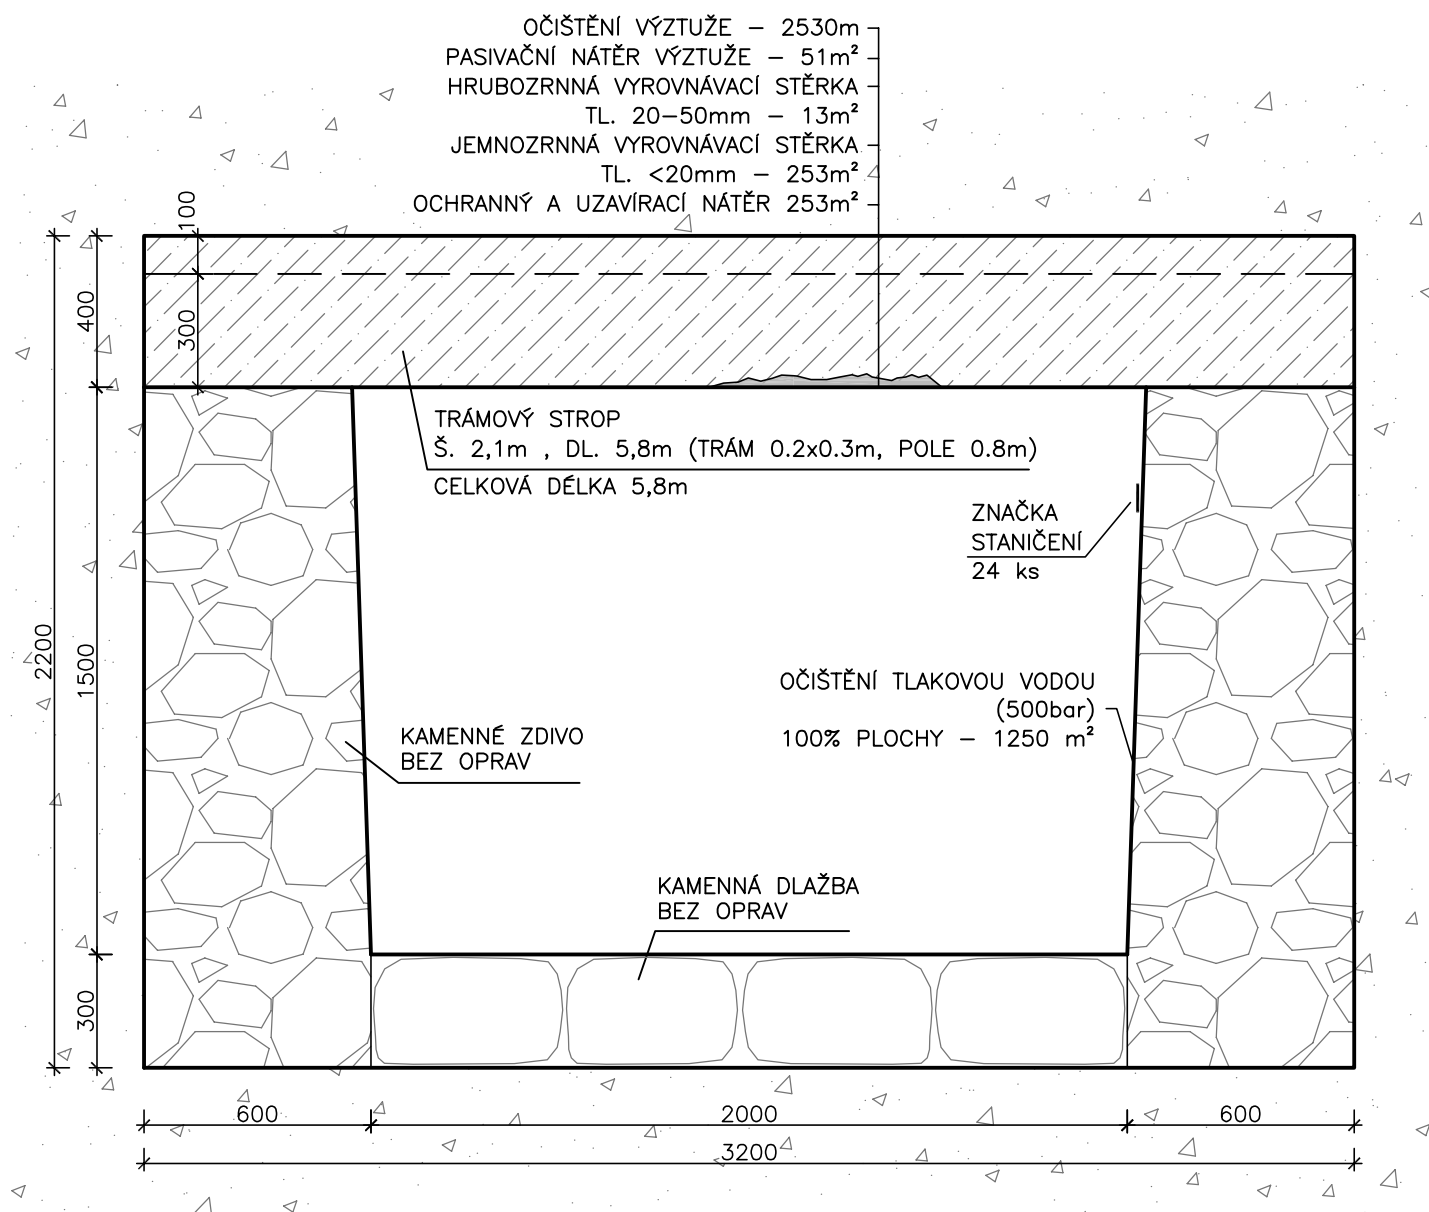 OČIŠTĚNÍ VÝZTUŽE – 2530m
PASIVAČNÍ NÁTĚR VÝZTUŽE – 51m²
HRUBOZRNNÁ VYROVNÁVACÍ STĚRKA
TL. 20–50mm – 13m²
JEMNOZRNNÁ VYROVNÁVACÍ STĚRKA
TL. <20mm – 253m²
OCHRANNÝ A UZAVÍRACÍ NÁTĚR 253m²
100
400
300
TRÁMOVÝ STROP
Š. 2,1m , DL. 5,8m (TRÁM 0.2x0.3m, POLE 0.8m)
CELKOVÁ DÉLKA 5,8m
ZNAČKA
STANIČENÍ
24 ks
2200
1500
OČIŠTĚNÍ TLAKOVOU VODOU
(500bar)
100% PLOCHY – 1250 m²
KAMENNÉ ZDIVO
BEZ OPRAV
KAMENNÁ DLAŽBA
BEZ OPRAV
300
600
2000
600
3200